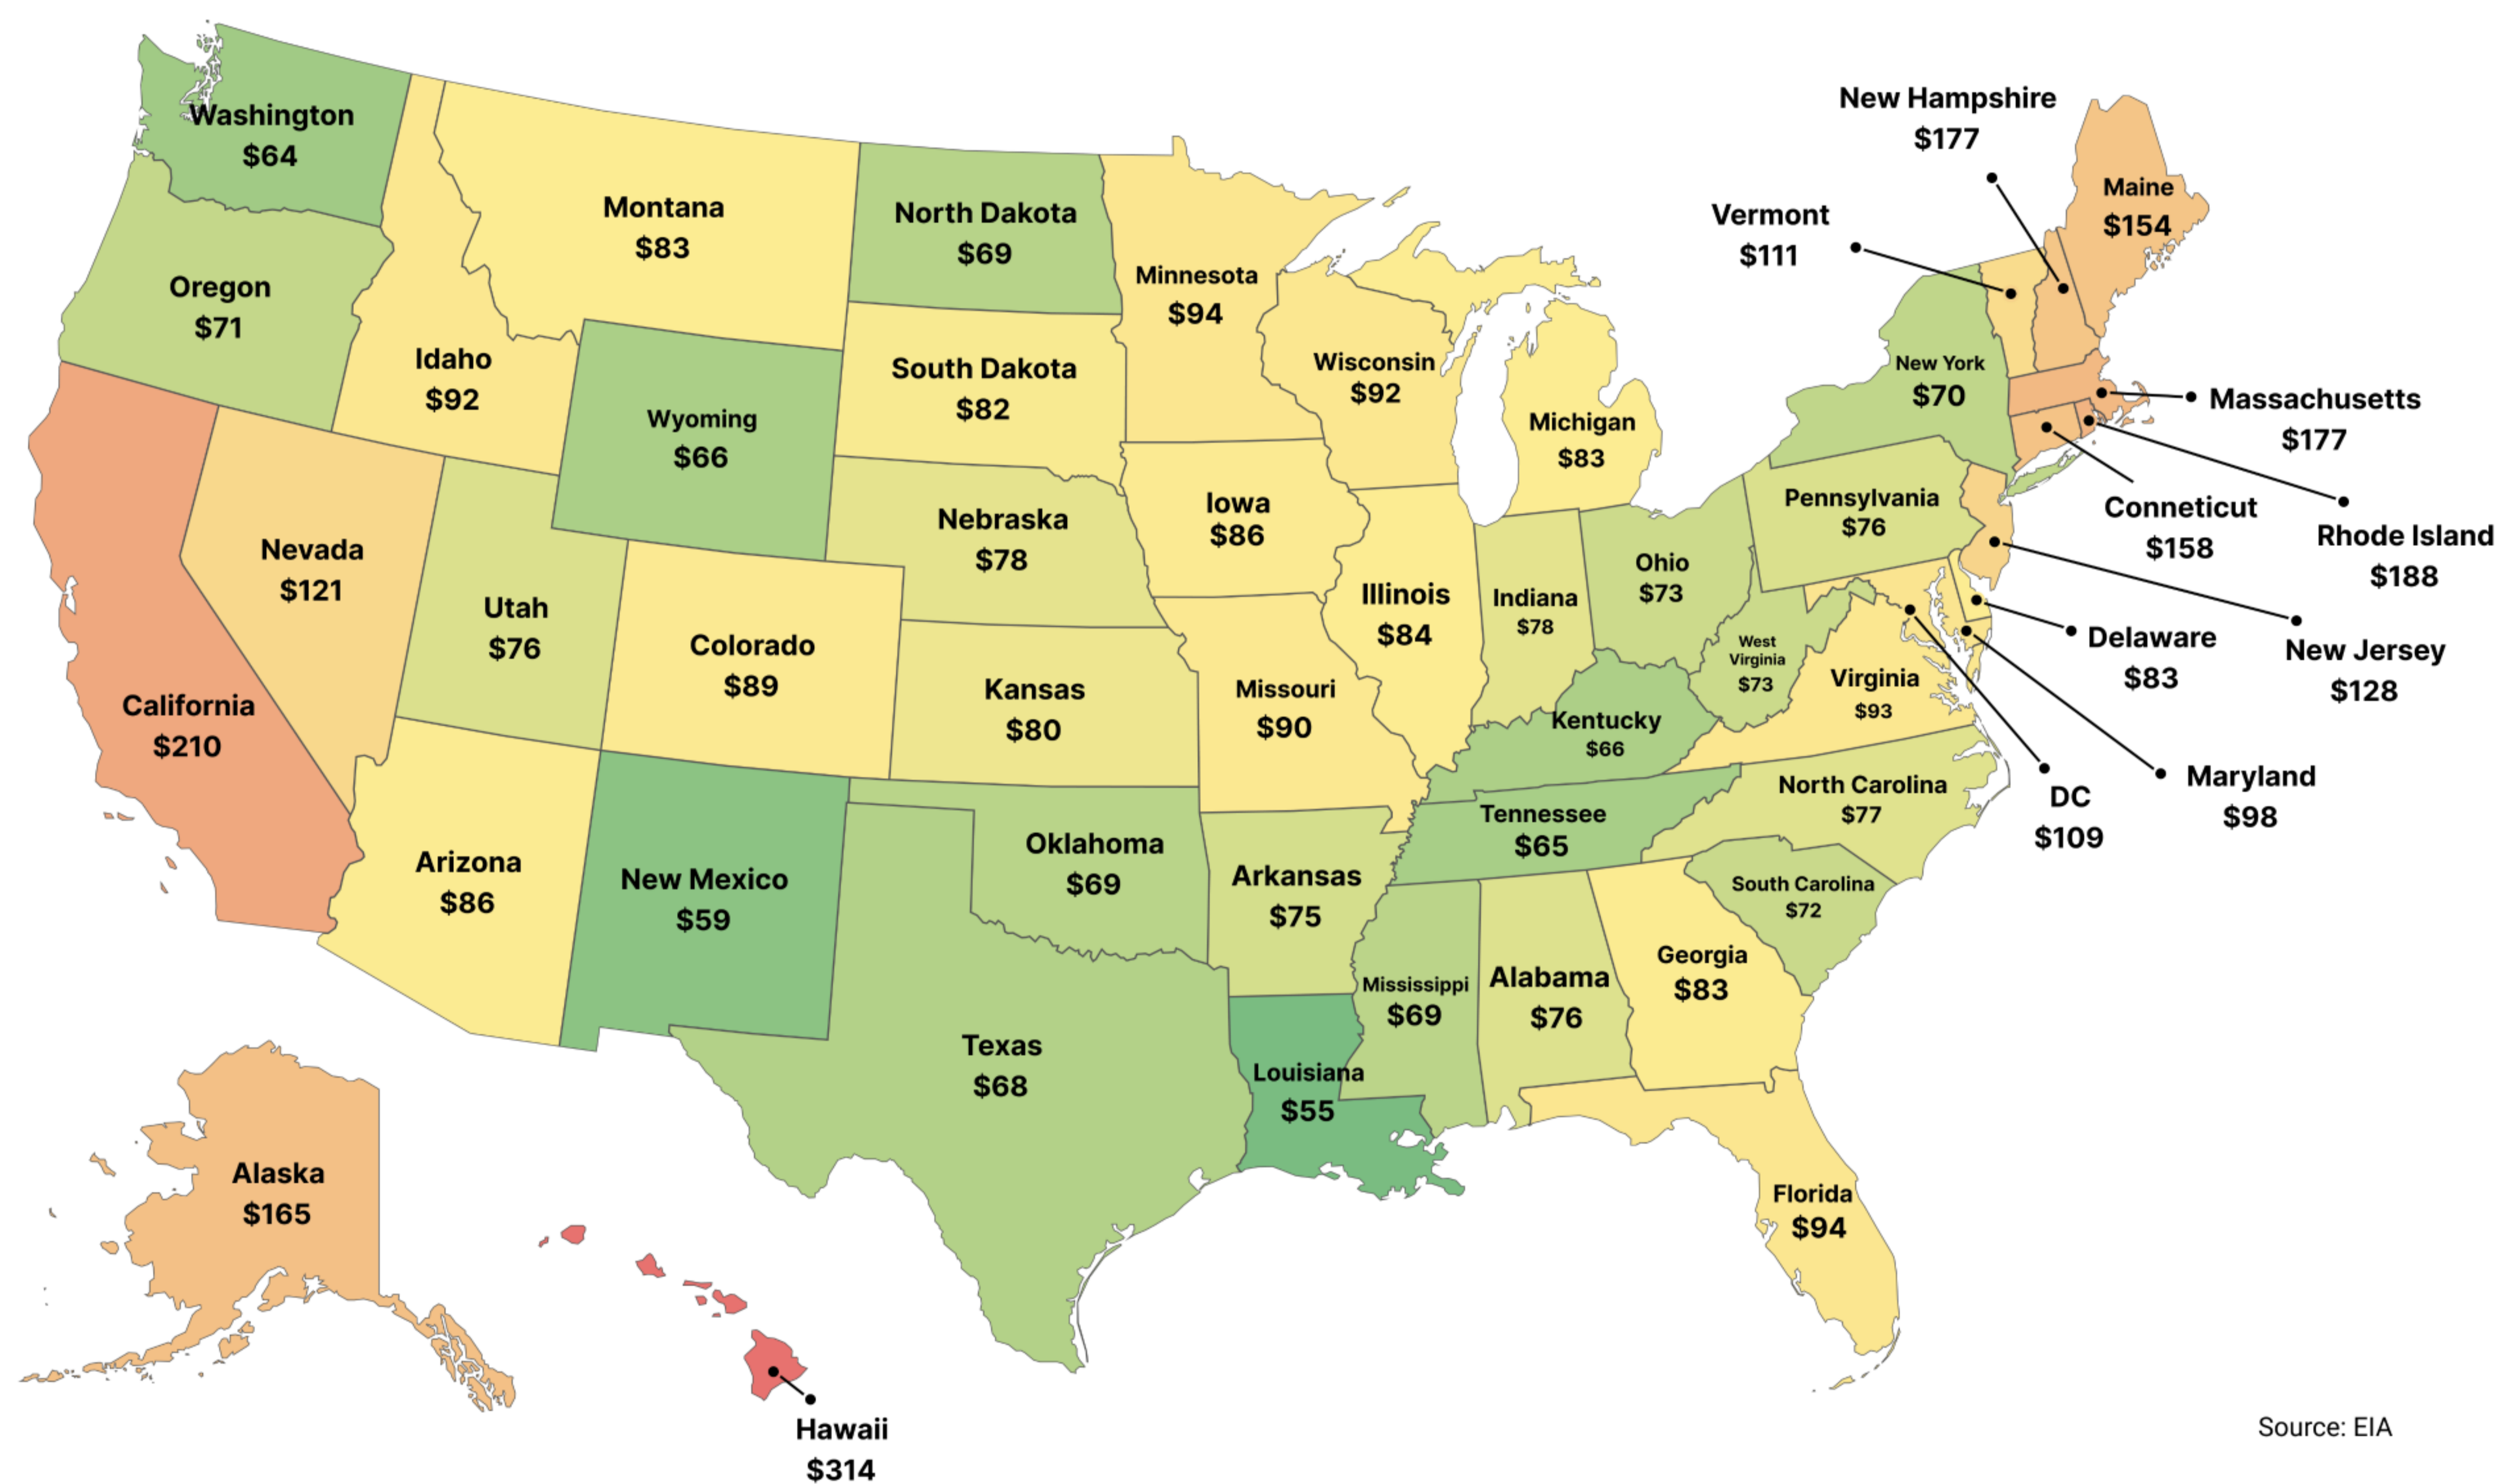 Washington
$64
Oregon
$71
California
$210
Nevada
$121
Idaho
$92
Montana
$83
Wyoming
$66
Utah
$76
Colorado
$89
Arizona
$86
New Mexico
$59
North Dakota
$69
South Dakota
$82
Nebraska
$78
Kansas
$80
Oklahoma
$69
Texas
$68
Minnesota
$94
Iowa
$86
Missouri
$90
Arkansas
$75
Louisiana
$55
Wisconsin
$92
Illinois
$84
Michigan
$83
Indiana
$78
Ohio
$73
Kentucky
$66
Tennessee
$65
Mississippi
$69
Alabama
$76
Georgia
$83
Florida
$94
South Carolina
$72
North Carolina
$77
Virginia
$93
West
Virginia
$73
Pennsylvania
$76
New York
$70
Vermont
$111
New Hampshire
$177
Maine
$154
Massachusetts
$177
Rhode Island
$188
Conneticut
$158
New Jersey
$128
Delaware
$83
Maryland
$98
DC
$109
Alaska
$165
Hawaii
$314
Source: EIA